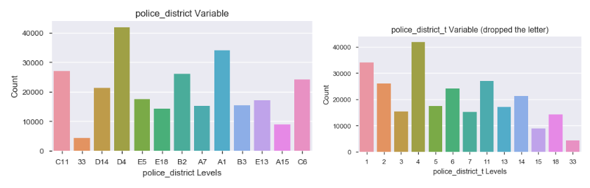 police_district Variable
40000
30000
20000
10000
0
Count
C11 33 D14 D4 E5 E18 B2 A7 A1 B3 E13 A15 C6
police_district Levels
police_district_t Variable (dropped the letter)
40000
30000
20000
10000
0
Count
1 2 3 4 5 6 7 11 13 14 15 18 33
police_district_t Levels